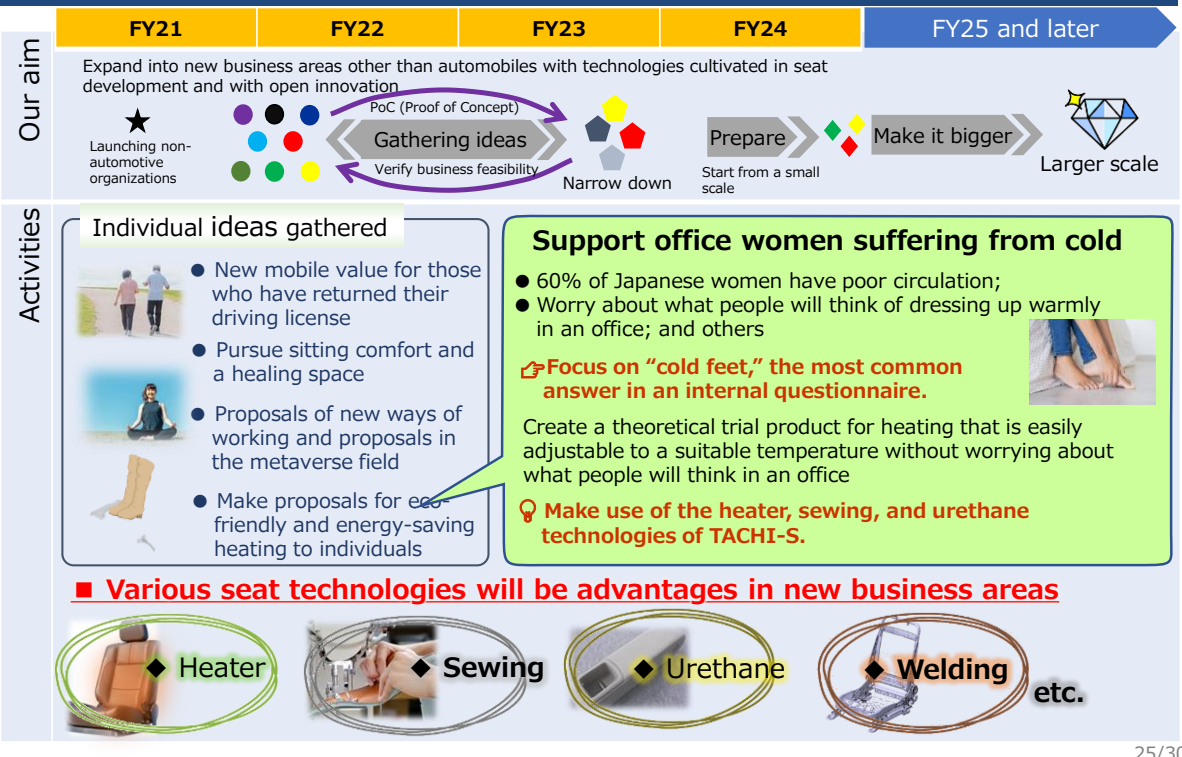 FY21
FY22
FY23
FY24
FY25 and later
Our aim
Expand into new business areas other than automobiles with technologies cultivated in seat
development and with open innovation
Launching non-
automotive
organizations
PoC (Proof of Concept)
Gathering ideas
Verify business feasibility
Narrow down
Prepare
Start from a small
scale
Make it bigger
Larger scale
Activities
Individual ideas gathered
● New mobile value for those
who have returned their
driving license
● Pursue sitting comfort and
a healing space
● Proposals of new ways of
working and proposals in
the metaverse field
● Make proposals for eco-
friendly and energy-saving
heating to individuals
Support office women suffering from cold
● 60% of Japanese women have poor circulation;
● Worry about what people will think of dressing up warmly
in an office; and others
Focus on “cold feet,” the most common
answer in an internal questionnaire.
Create a theoretical trial product for heating that is easily
adjustable to a suitable temperature without worrying about
what people will think in an office
Make use of the heater, sewing, and urethane
technologies of TACHI-S.
■ Various seat technologies will be advantages in new business areas
◆ Heater
◆ Sewing
◆ Urethane
◆ Welding
etc.
25/30